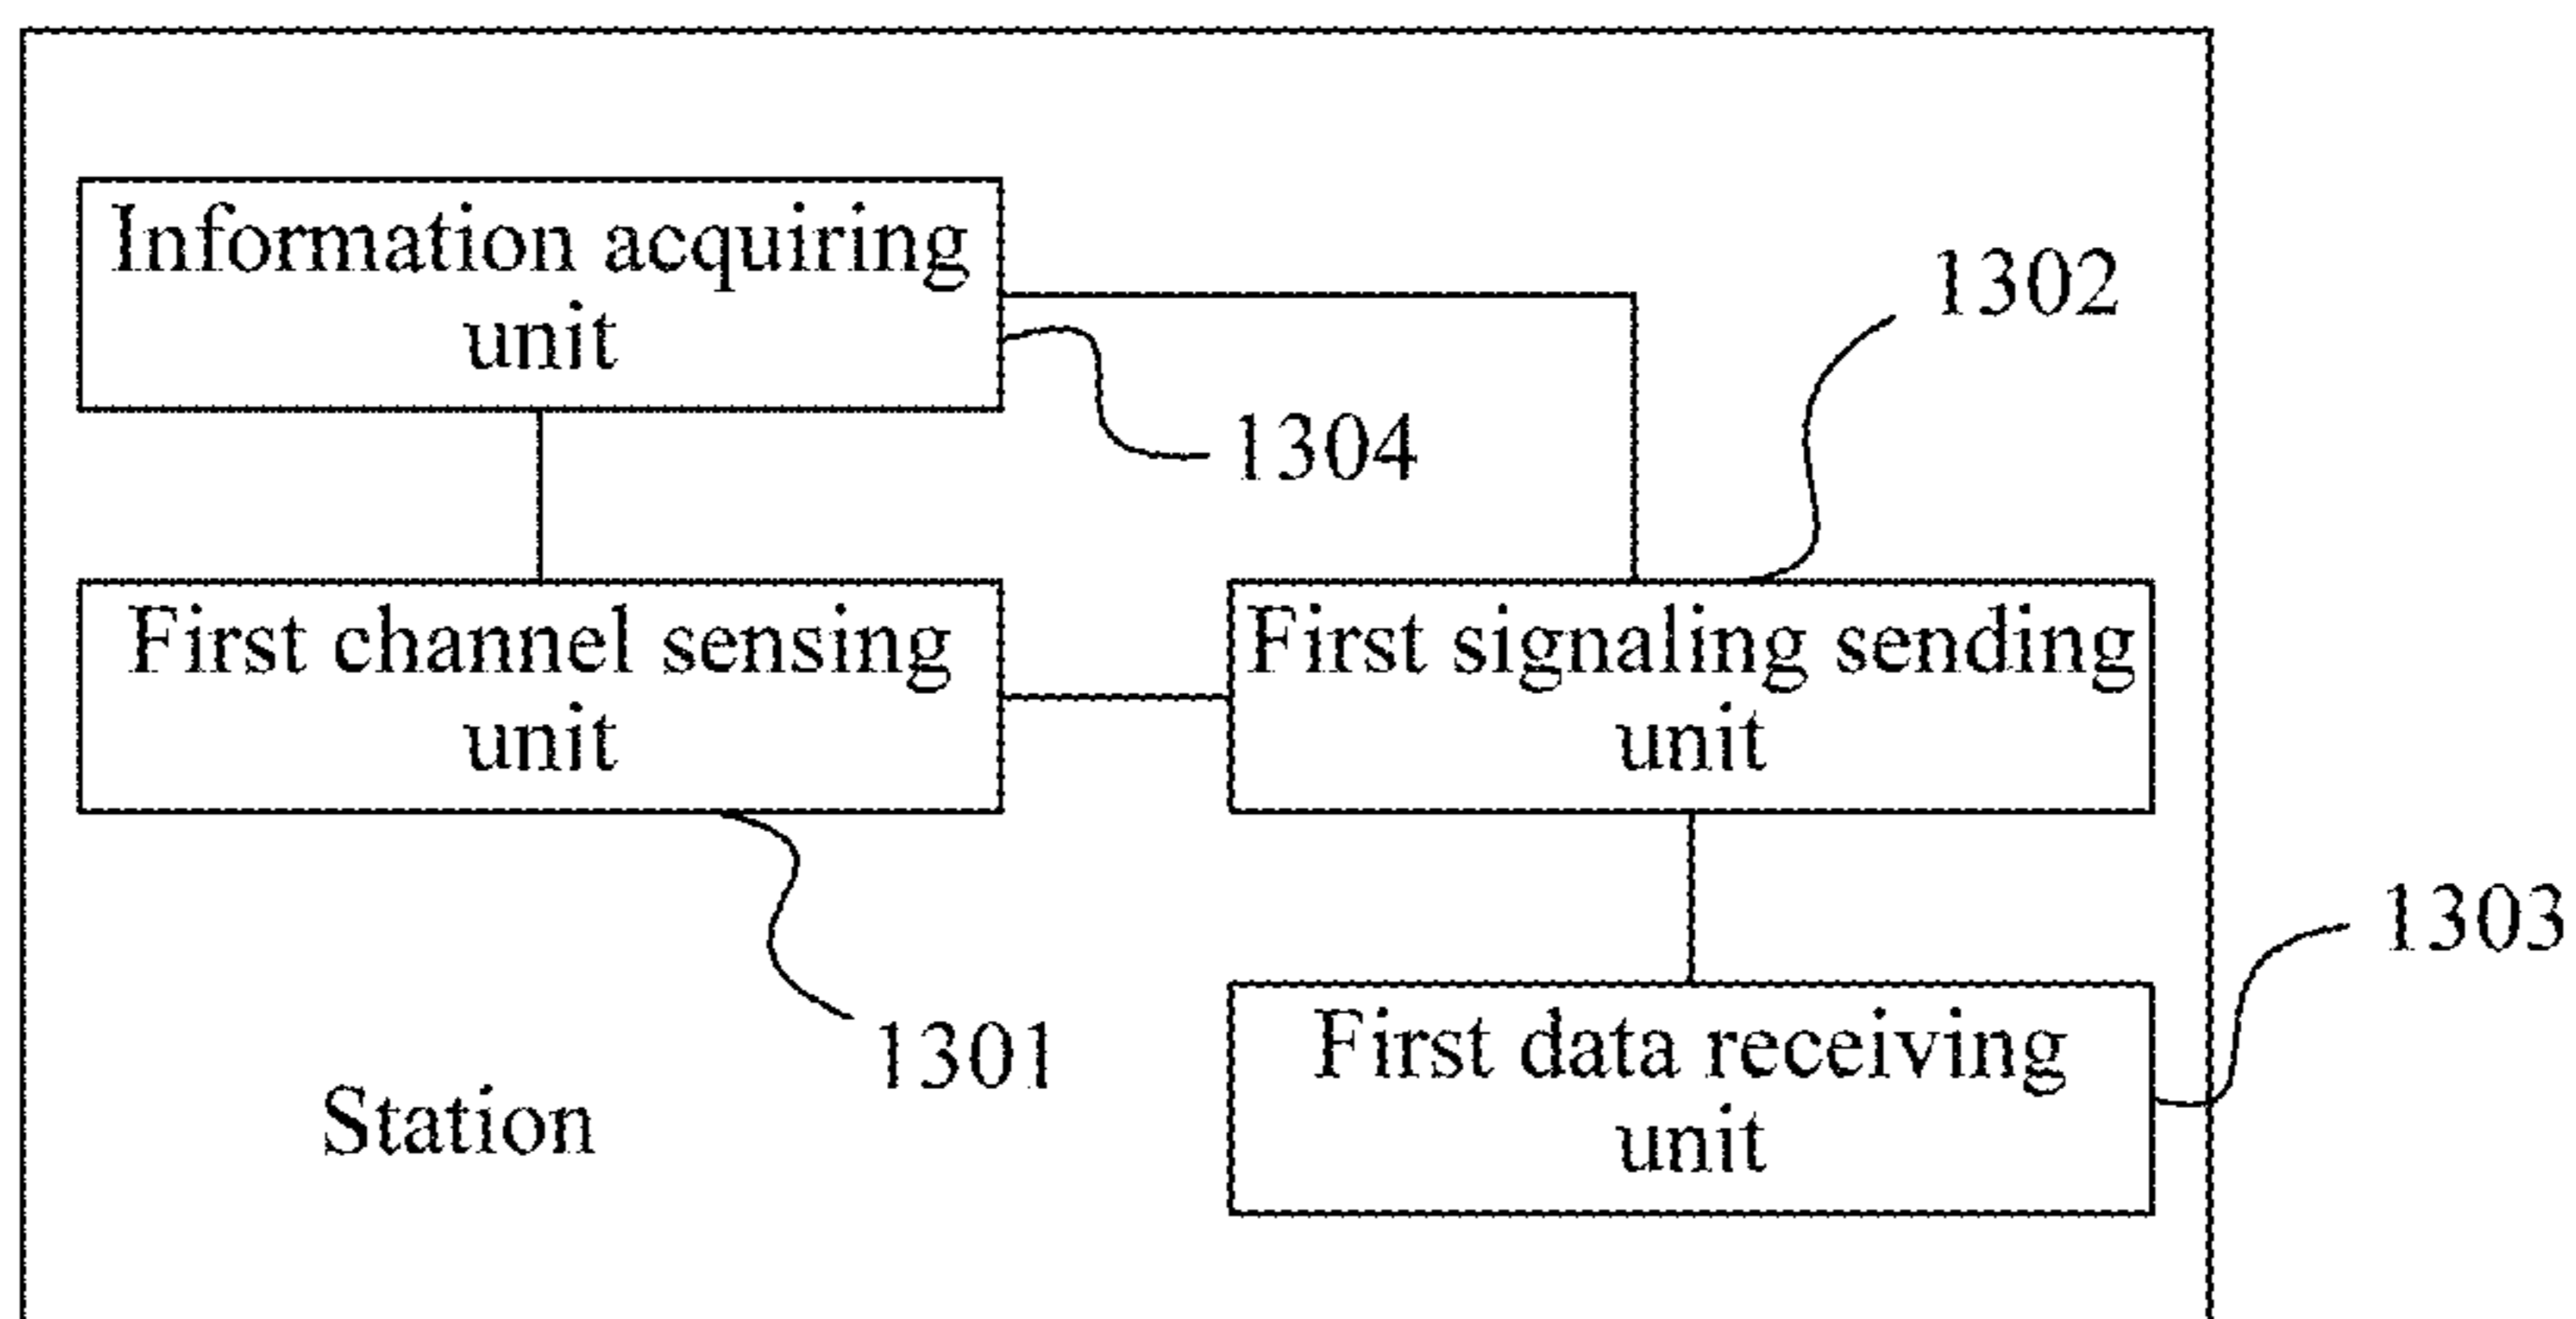 Information acquiring
unit
1302
1304
First channel sensing
unit
First signaling sending
unit
1303
1301
First data receiving
unit
Station